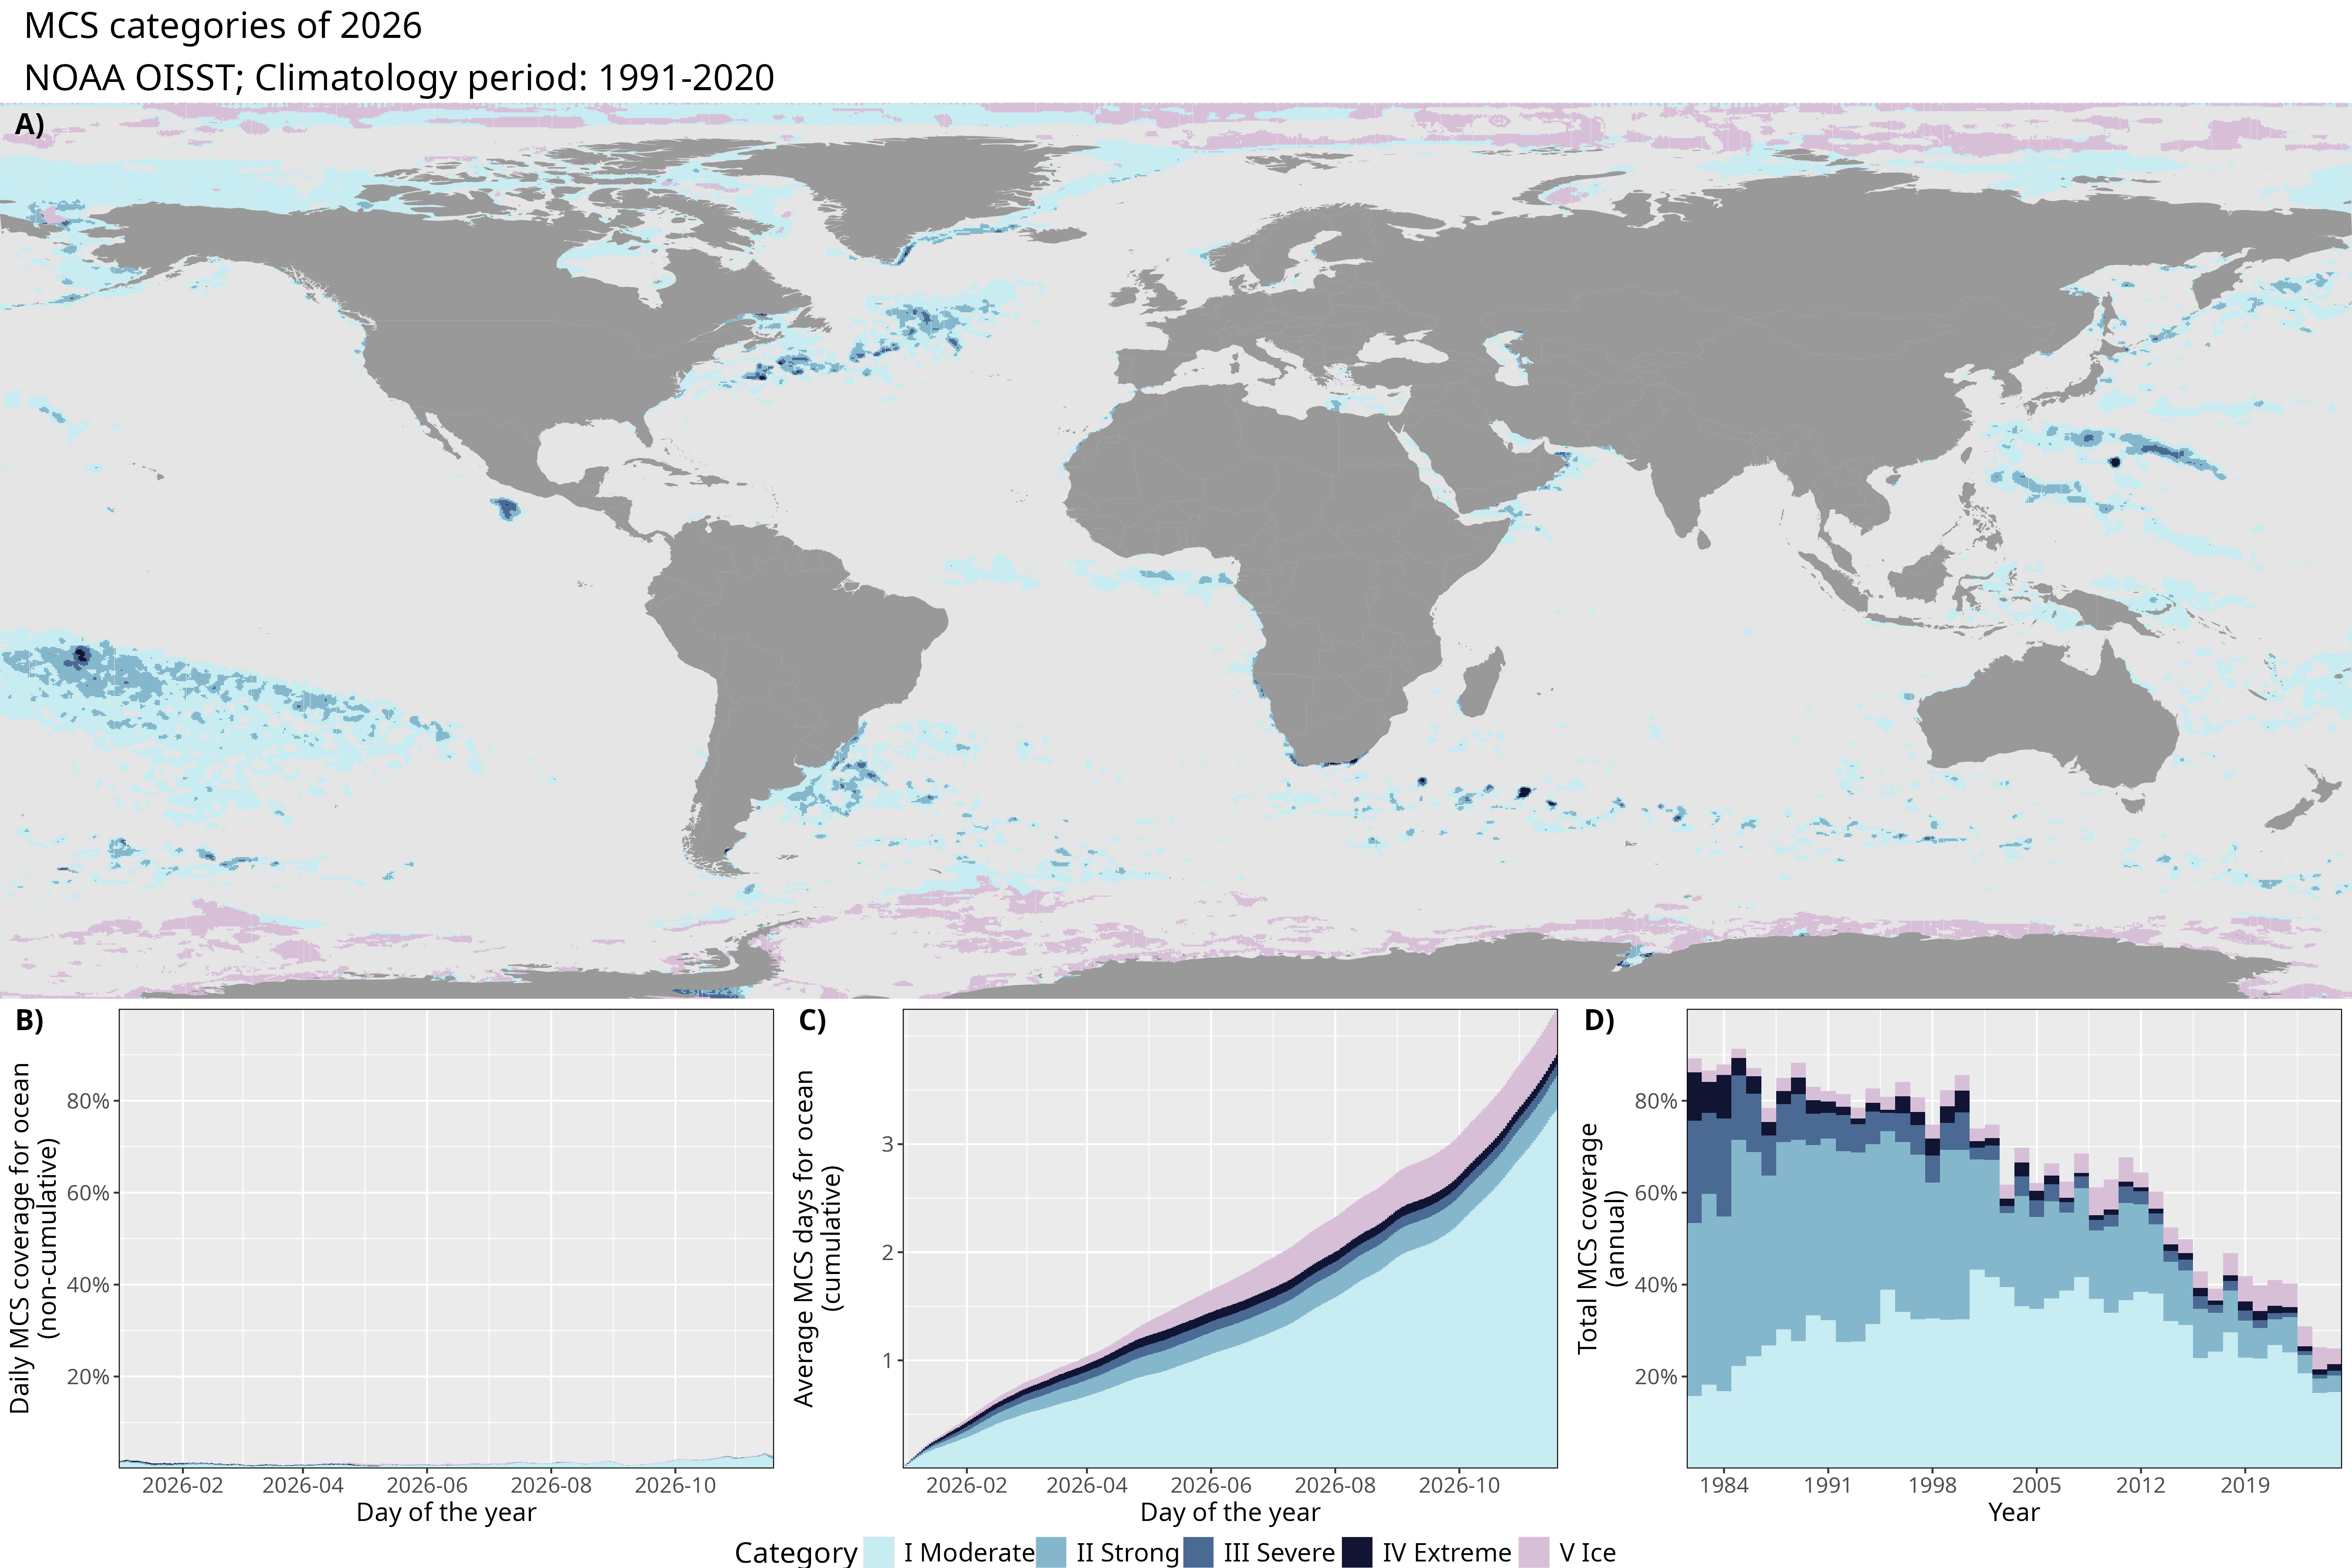 MCS categories of 2026
NOAA OISST; Climatology period: 1991-2020
A)
B)
Daily MCS coverage for ocean
(non-cumulative)
80%
60%
40%
20%
2026-02 2026-04 2026-06 2026-08 2026-10
Day of the year
C)
Average MCS days for ocean
(cumulative)
3
2
1
2026-02 2026-04 2026-06 2026-08 2026-10
Day of the year
D)
Total MCS coverage
(annual)
80%
60%
40%
20%
1984 1991 1998 2005 2012 2019
Year
Category I Moderate II Strong III Severe IV Extreme V Ice